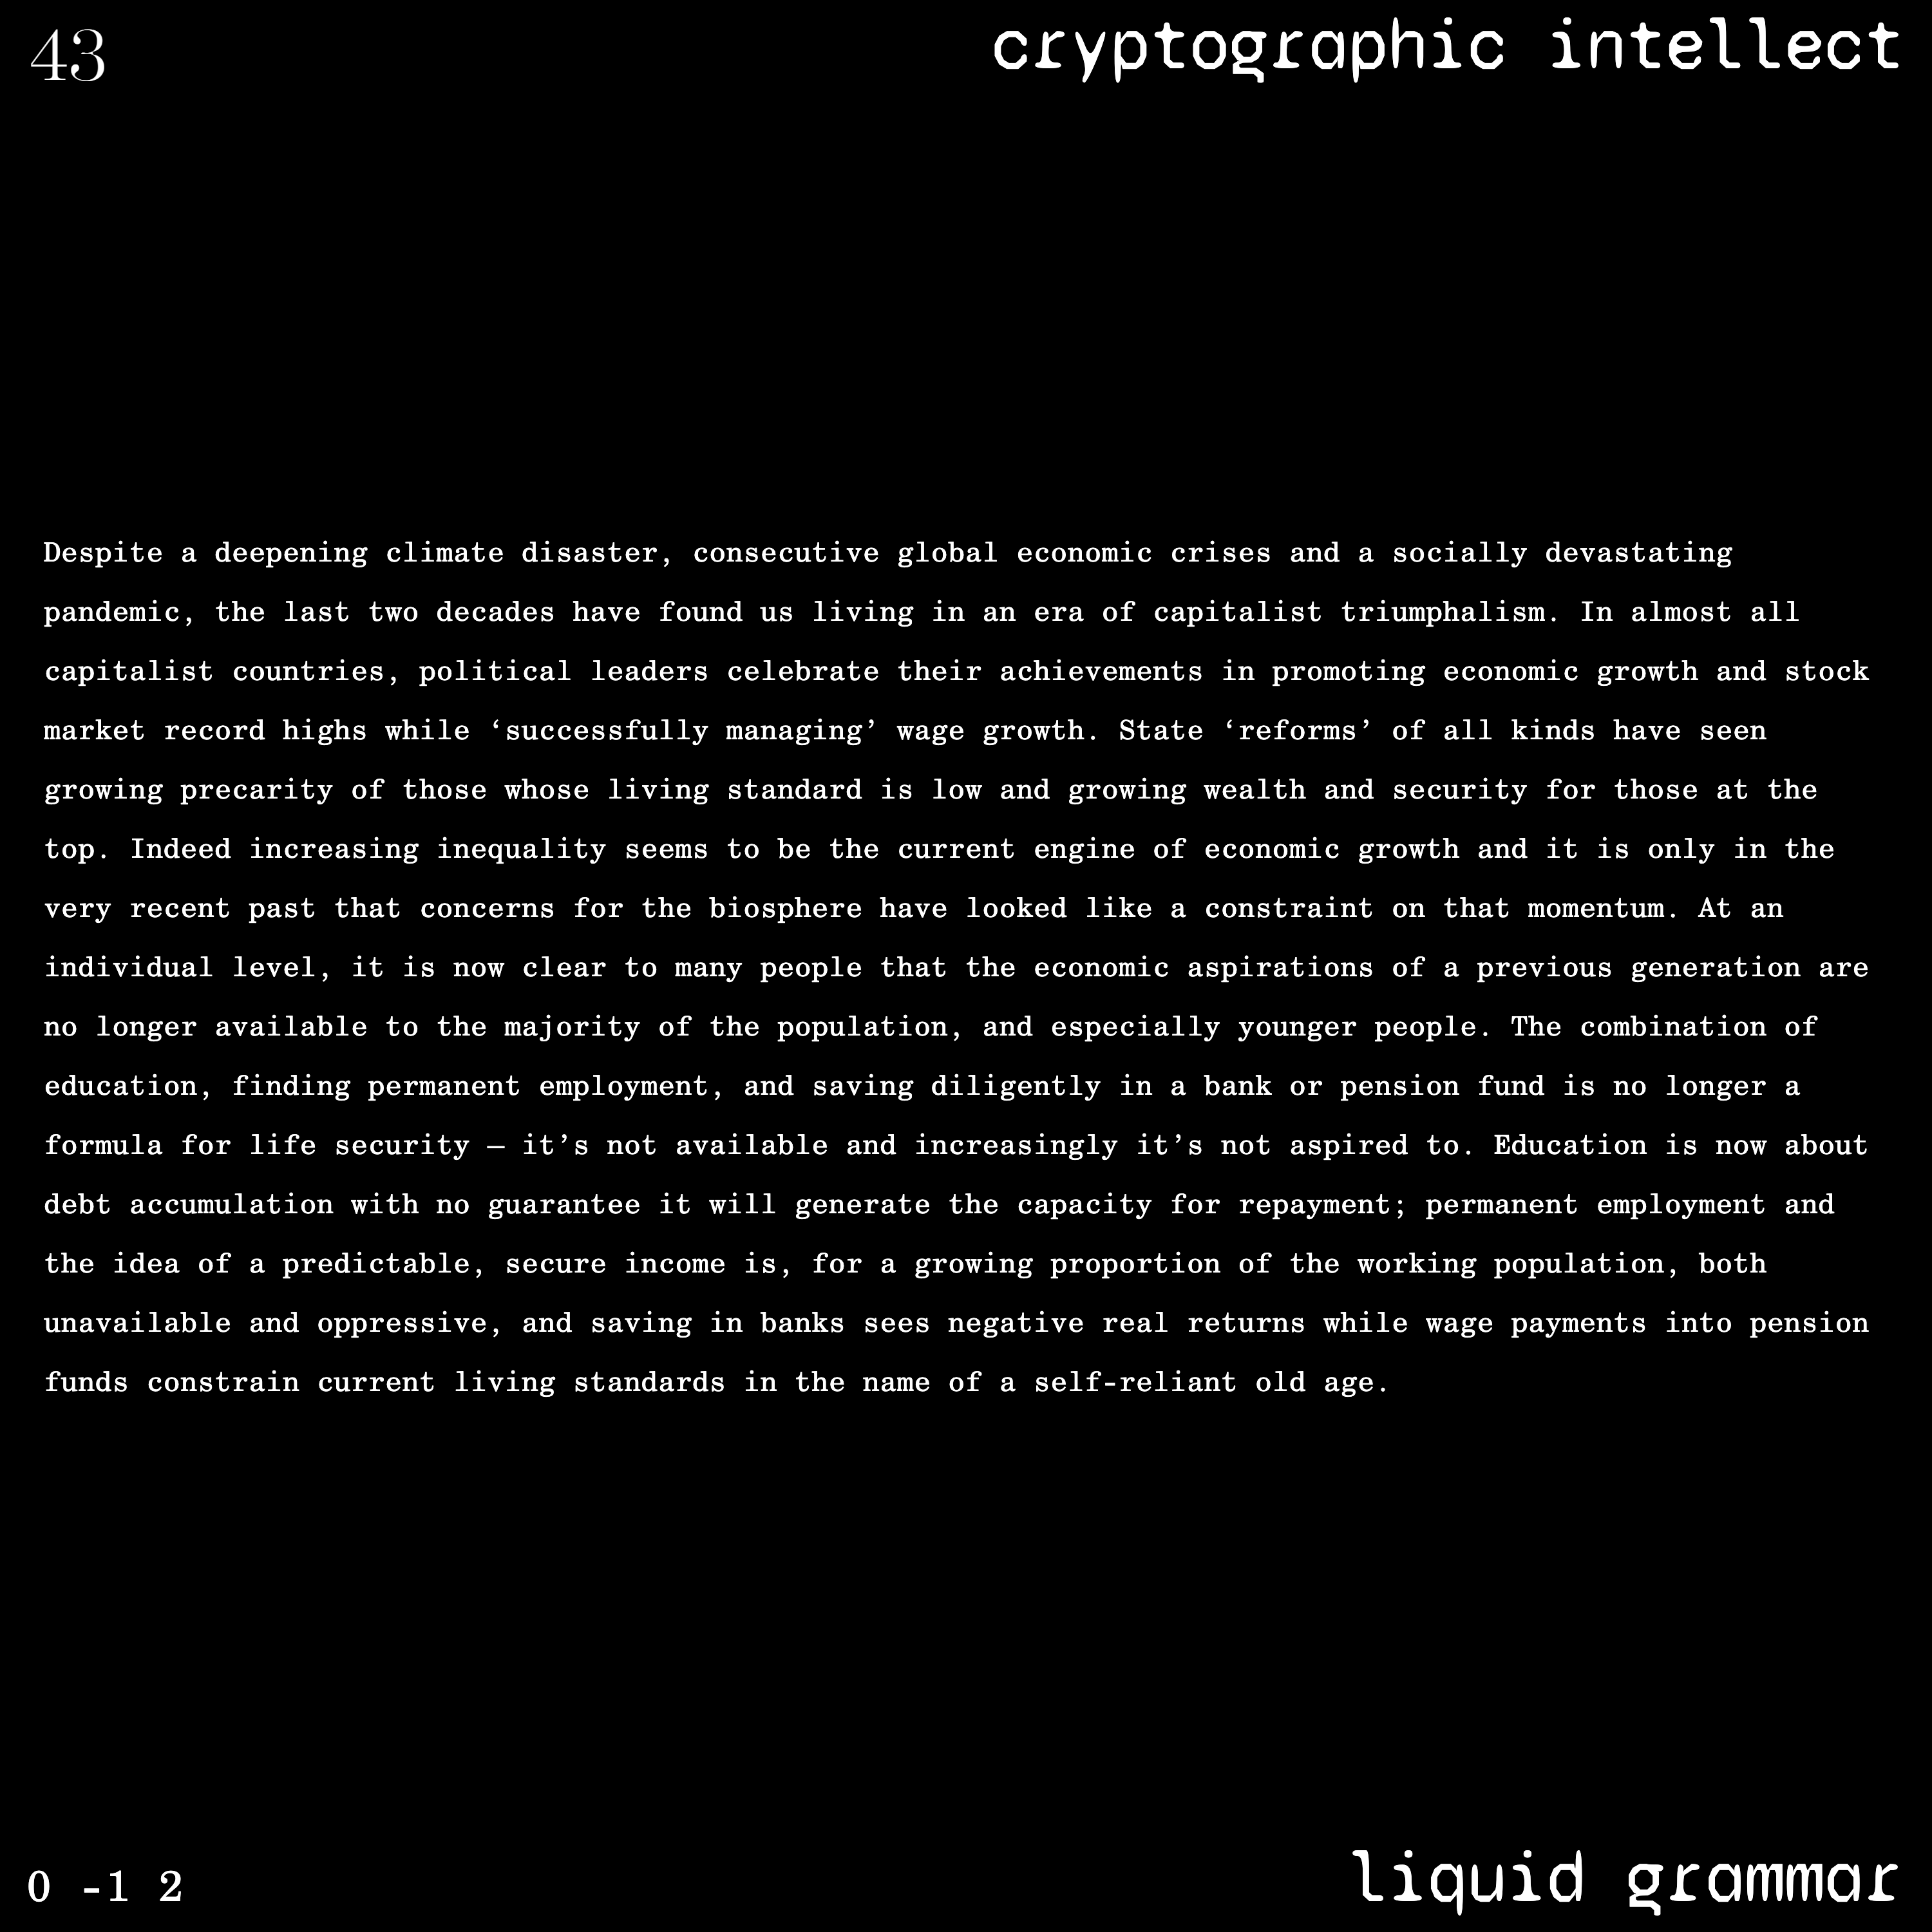 43
cryptographic intellect
Despite a deepening climate disaster, consecutive global economic crises and a socially devastating
pandemic, the last two decades have found us living in an era of capitalist triumphalism. In almost all
capitalist countries, political leaders celebrate their achievements in promoting economic growth and stock
market record highs while ‘successfully managing’ wage growth. State ‘reforms’ of all kinds have seen
growing precarity of those whose living standard is low and growing wealth and security for those at the
top. Indeed increasing inequality seems to be the current engine of economic growth and it is only in the
very recent past that concerns for the biosphere have looked like a constraint on that momentum. At an
individual level, it is now clear to many people that the economic aspirations of a previous generation are
no longer available to the majority of the population, and especially younger people. The combination of
education, finding permanent employment, and saving diligently in a bank or pension fund is no longer a
formula for life security – it’s not available and increasingly it’s not aspired to. Education is now about
debt accumulation with no guarantee it will generate the capacity for repayment; permanent employment and
the idea of a predictable, secure income is, for a growing proportion of the working population, both
unavailable and oppressive, and saving in banks sees negative real returns while wage payments into pension
funds constrain current living standards in the name of a self-reliant old age.
0 -1 2
liquid grammar